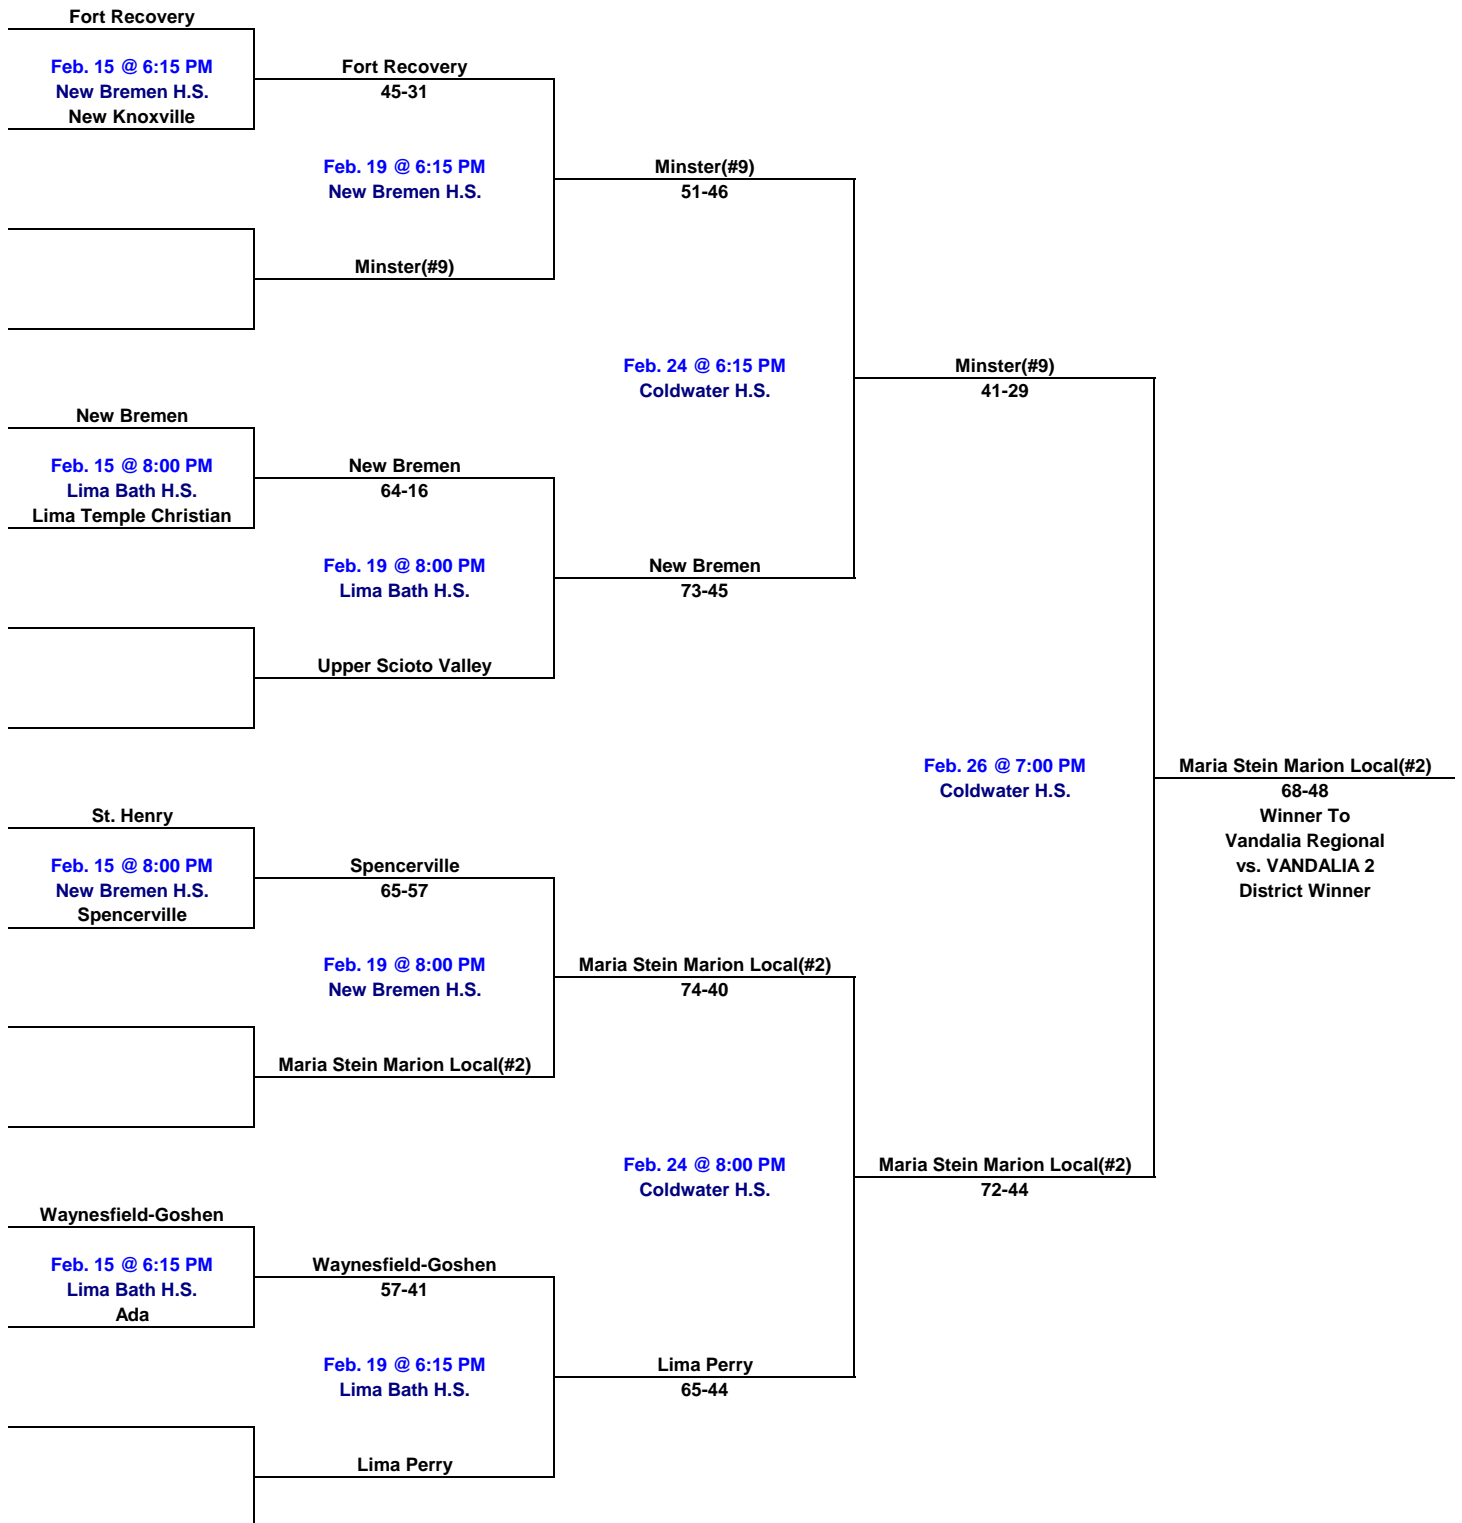 Fort Recovery
Feb. 15 @ 6:15 PM
New Bremen H.S.
New Knoxville
Fort Recovery
45-31
Feb. 19 @ 6:15 PM
New Bremen H.S.
Minster(#9)
Minster(#9)
51-46
Feb. 24 @ 6:15 PM
Coldwater H.S.
Minster(#9)
41-29
New Bremen
Feb. 15 @ 8:00 PM
Lima Bath H.S.
Lima Temple Christian
New Bremen
64-16
Feb. 19 @ 8:00 PM
Lima Bath H.S.
Upper Scioto Valley
New Bremen
73-45
Feb. 26 @ 7:00 PM
Coldwater H.S.
Maria Stein Marion Local(#2)
68-48
Winner To
Vandalia Regional
vs. VANDALIA 2
District Winner
St. Henry
Feb. 15 @ 8:00 PM
New Bremen H.S.
Spencerville
Spencerville
65-57
Feb. 19 @ 8:00 PM
New Bremen H.S.
Maria Stein Marion Local(#2)
Maria Stein Marion Local(#2)
74-40
Feb. 24 @ 8:00 PM
Coldwater H.S.
Maria Stein Marion Local(#2)
72-44
Waynesfield-Goshen
Feb. 15 @ 6:15 PM
Lima Bath H.S.
Ada
Waynesfield-Goshen
57-41
Feb. 19 @ 6:15 PM
Lima Bath H.S.
Lima Perry
Lima Perry
65-44